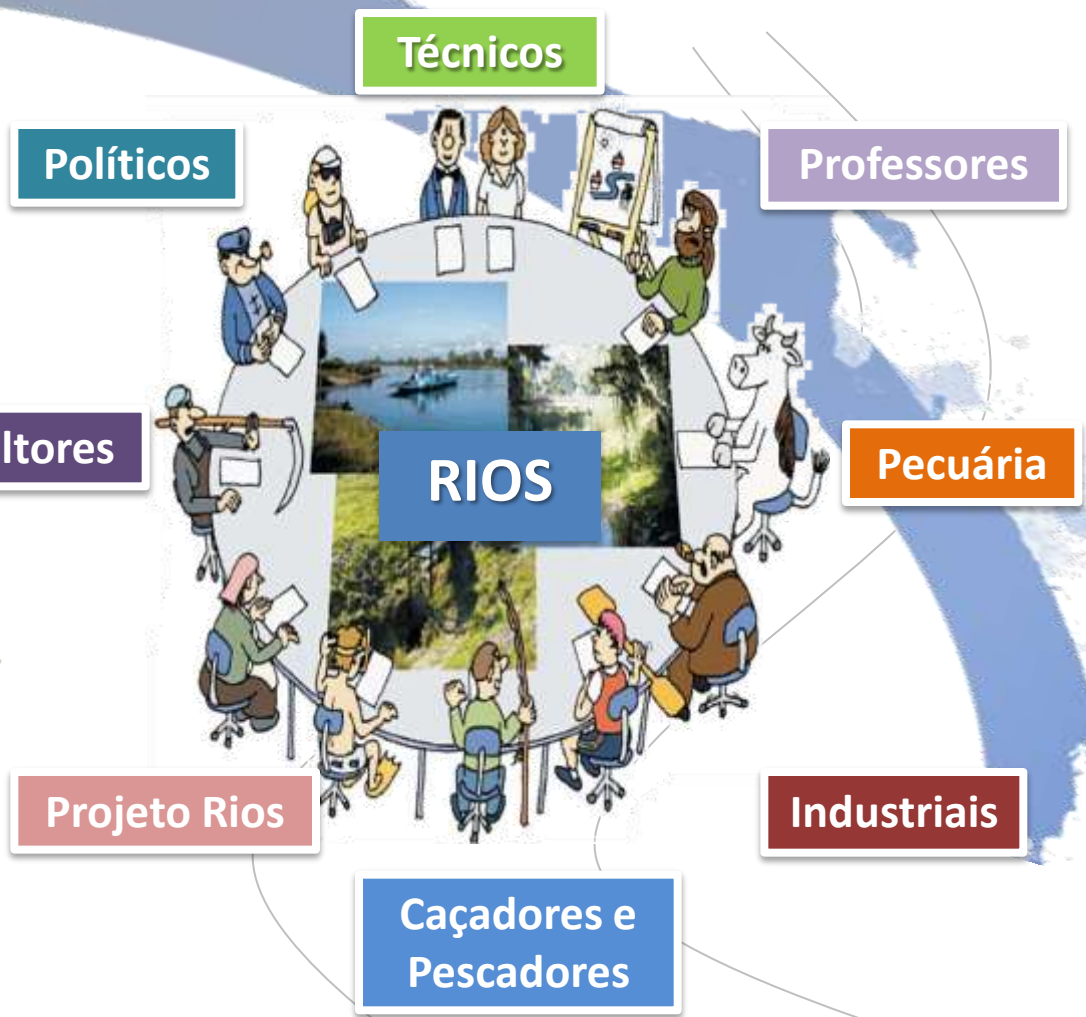 Técnicos
Políticos
Professores
ltores
RIOS
Pecuária
Projeto Rios
Industriais
Caçadores e
Pescadores